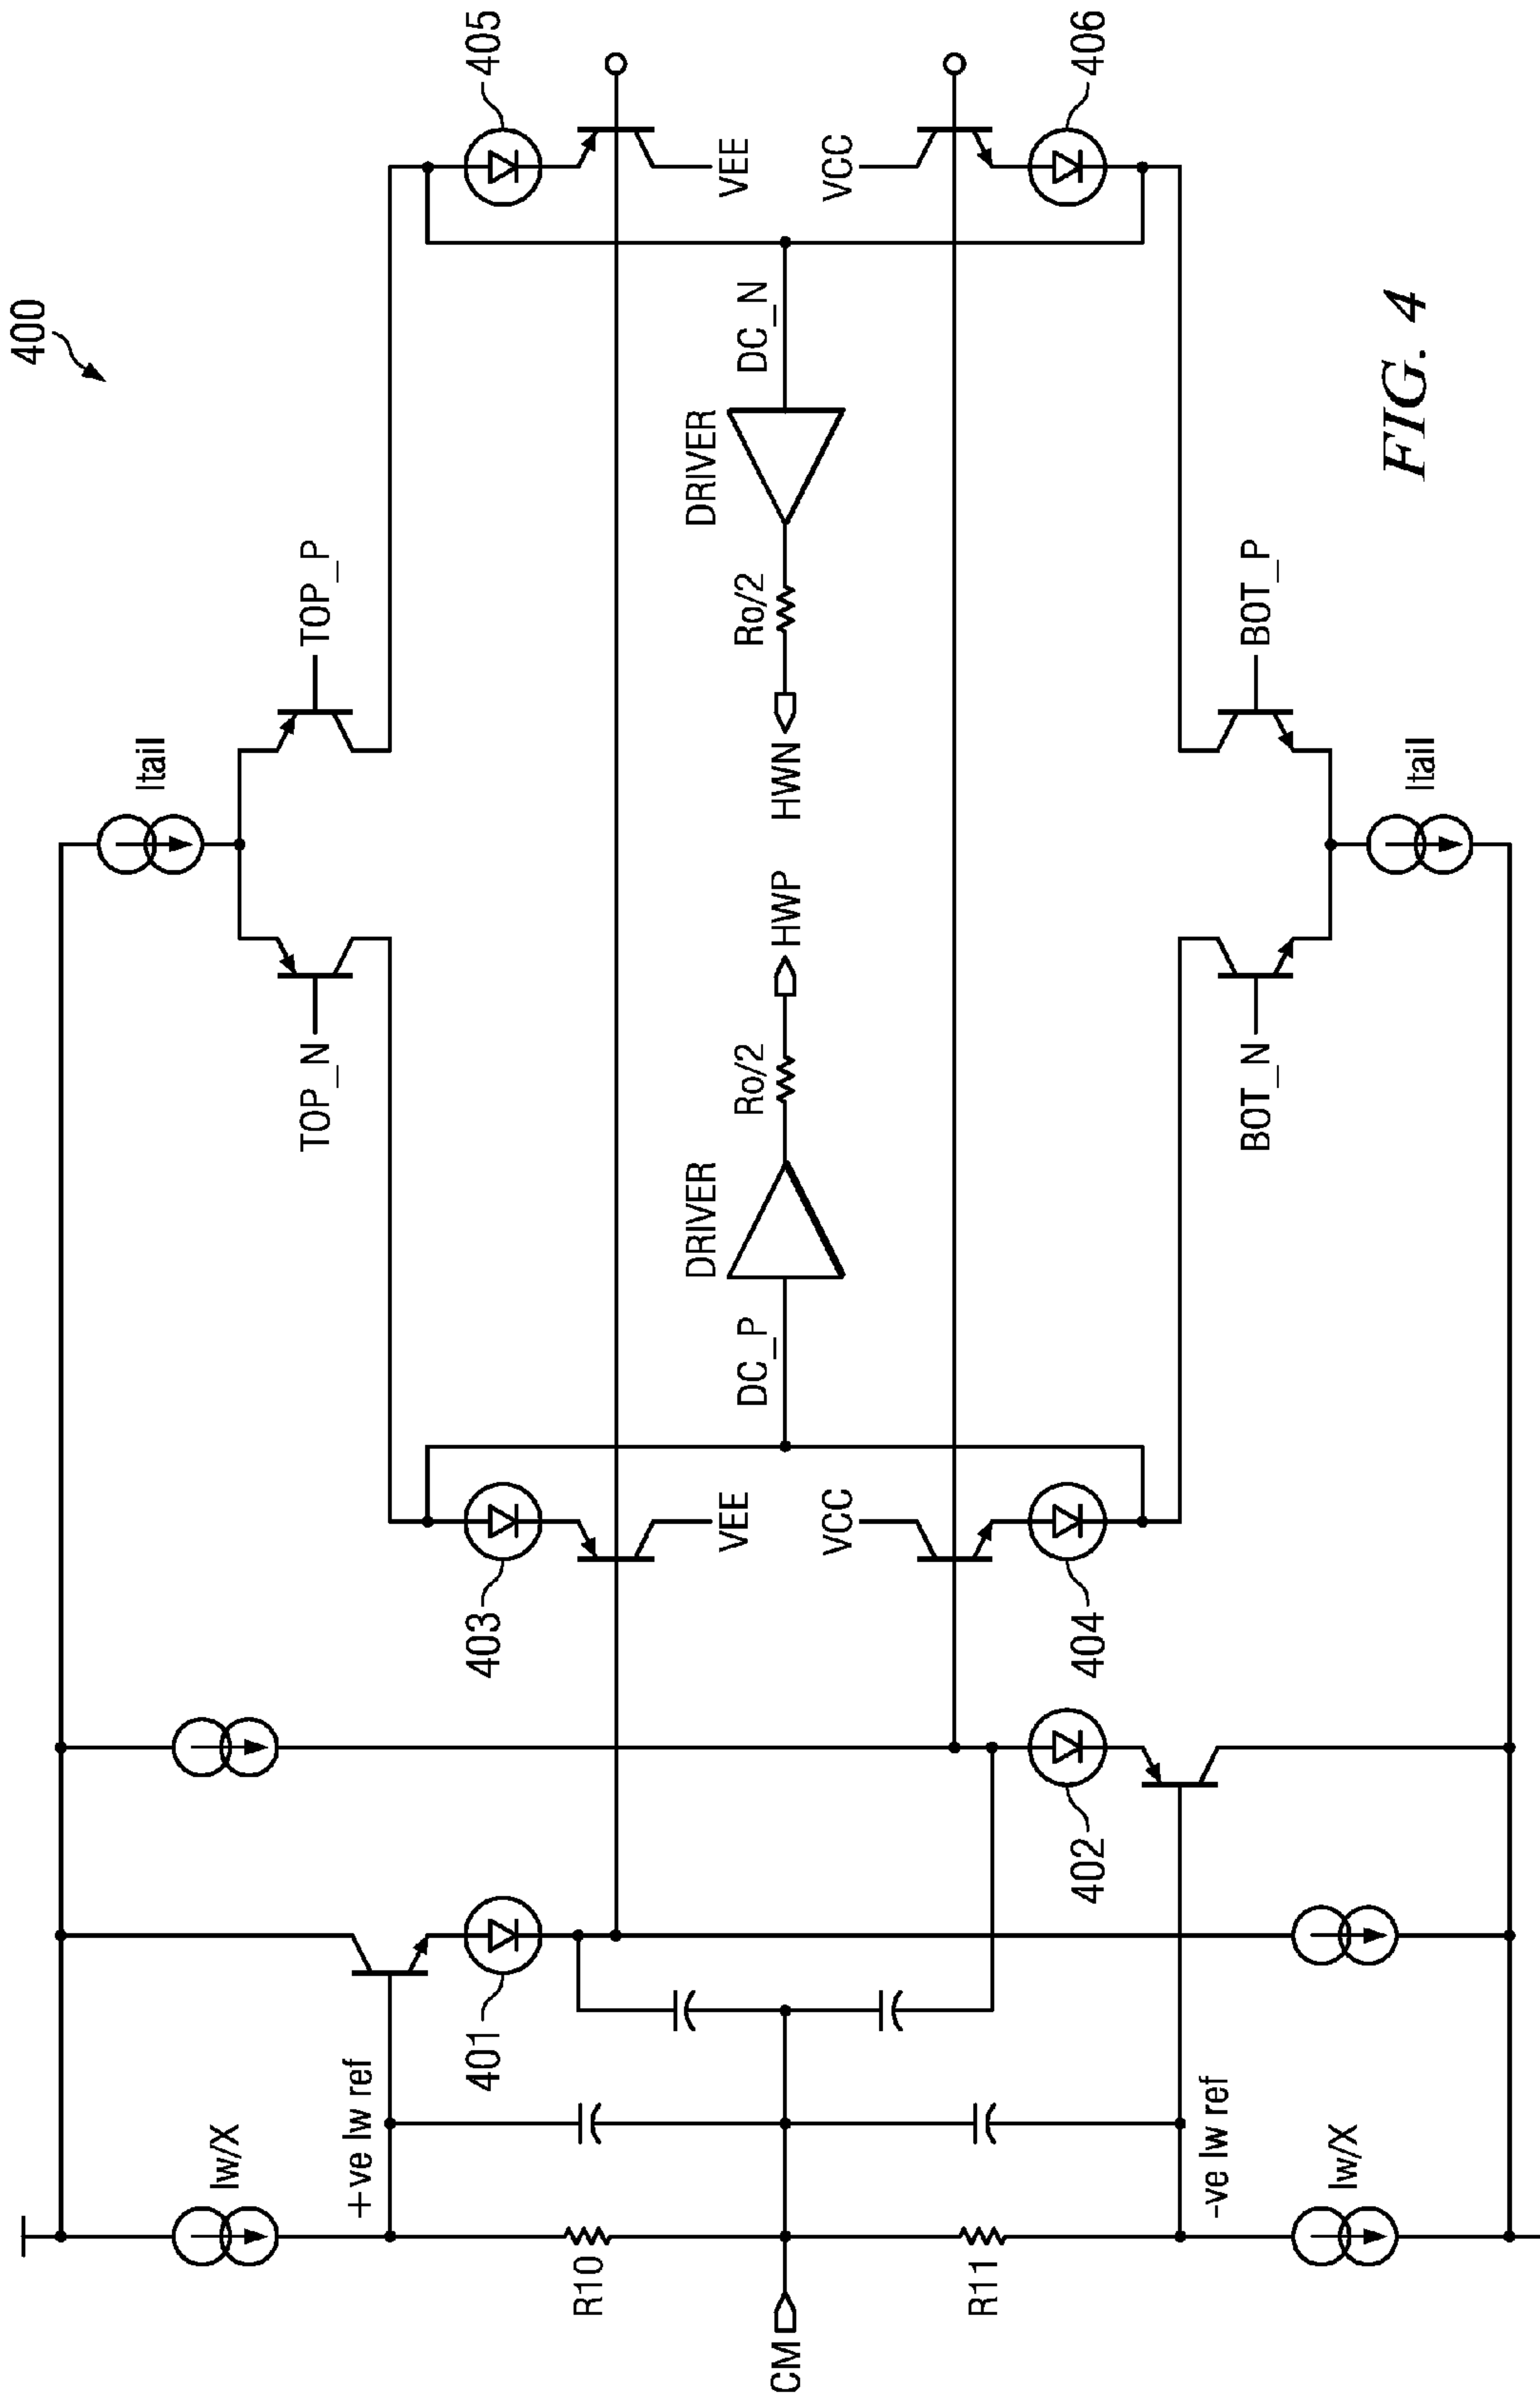 400
Iw/X
+ve Iw ref
R10
CM
R11
-ve Iw ref
Iw/X
401
402
403
VEE
VCC
404
DC_P
DRIVER
Ro/2
HWP
TOP_N
Itail
TOP_P
HWN
Ro/2
DRIVER
DC_N
BOT_N
Itail
BOT_P
405
VEE
VCC
406
FIG. 4